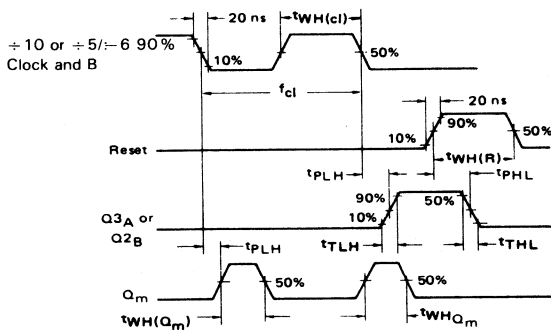 20 ns
tWH(cl)
÷ 10 or ÷ 5/÷ 6 90%
Clock and B
10%
50%
fcl
20 ns
90%
10%
50%
Reset
tWH(R)
tPLH
tPHL
90%
50%
10%
Q3A or
Q2B
tPLH
tTLH
tTHL
Qm
50%
50%
tWH(Qm)
tWHQm